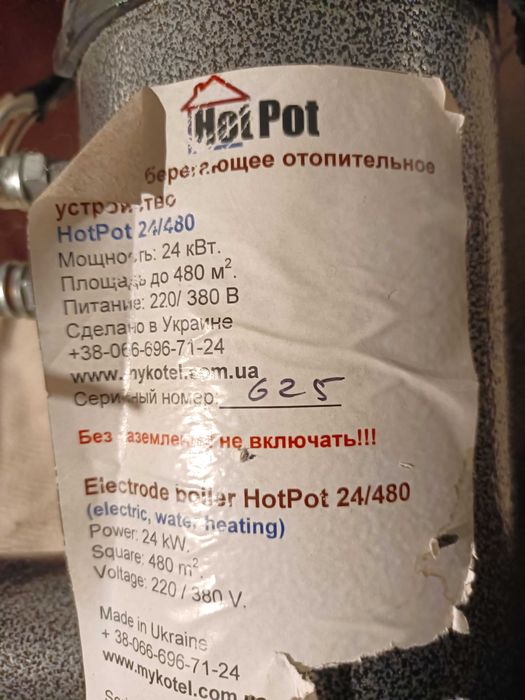 HotPot
берегающее отопительное
устройство
HotPot 24/480
Мощность: 24 кВт.
Площадь до 480 м².
Питание: 220/ 380 В
Сделано в Украине
+38-066-696-71-24
www.mykotel.com.ua
Серийный номер: 625
Без заземления не включать!!!
Electrode boiler HotPot 24/480
(electric, water heating)
Power: 24 kW.
Square: 480 m².
Voltage: 220 / 380 V.
Made in Ukraine
+ 38-066-696-71-24
www.mykotel.com.ua